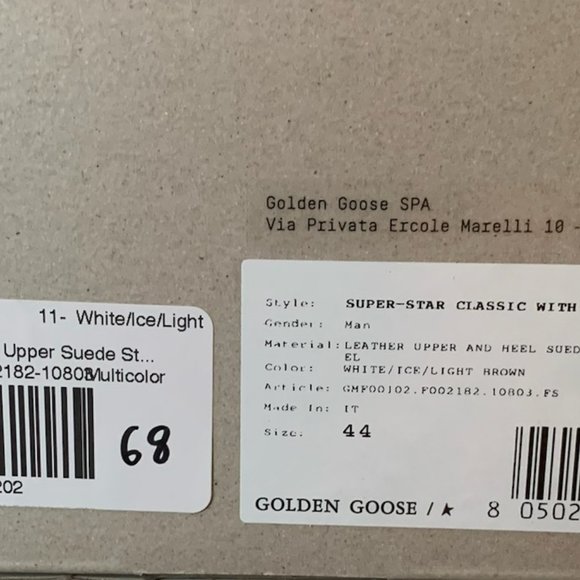 Golden Goose SPA
Via Privata Ercole Marelli 10 -
Style: SUPER-STAR CLASSIC WITH
Gender: Man
Material: LEATHER UPPER AND HEEL SUED
EL
Color: WHITE/ICE/LIGHT BROWN
Article: GMF00102.F002182.10803.FS
Made In: IT
Size: 44
GOLDEN GOOSE / ★ 8 0502
11- White/Ice/Light
Upper Suede St...
2182-10803 Multicolor
68
202